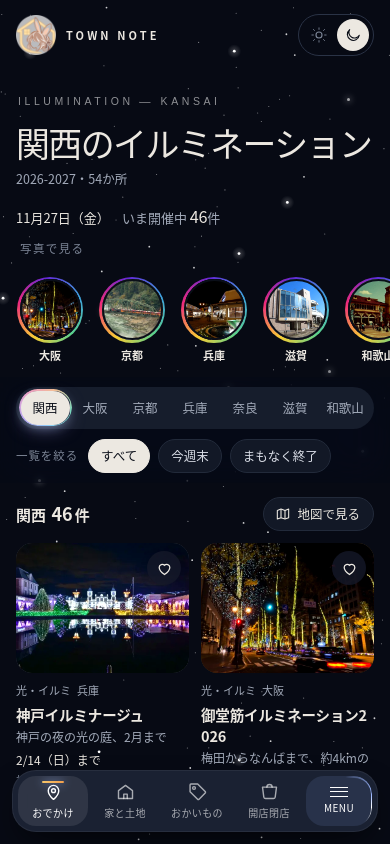 TOWN NOTE
ILLUMINATION — KANSAI
関西のイルミネーション
2026-2027・54か所
11月27日（金） いま開催中 46件
写真で見る
大阪 京都 兵庫 滋賀 和歌山
関西 大阪 京都 兵庫 奈良 滋賀 和歌山
一覧を絞る すべて 今週末 まもなく終了
関西 46件 地図で見る
光・イルミ 兵庫
神戸イルミナージュ
神戸の夜の光の庭、2月まで
2/14（日）まで
光・イルミ 大阪
御堂筋イルミネーション2
026
梅田からなんばまで、約4kmの
おでかけ 家と土地 おかいもの 開店閉店 MENU